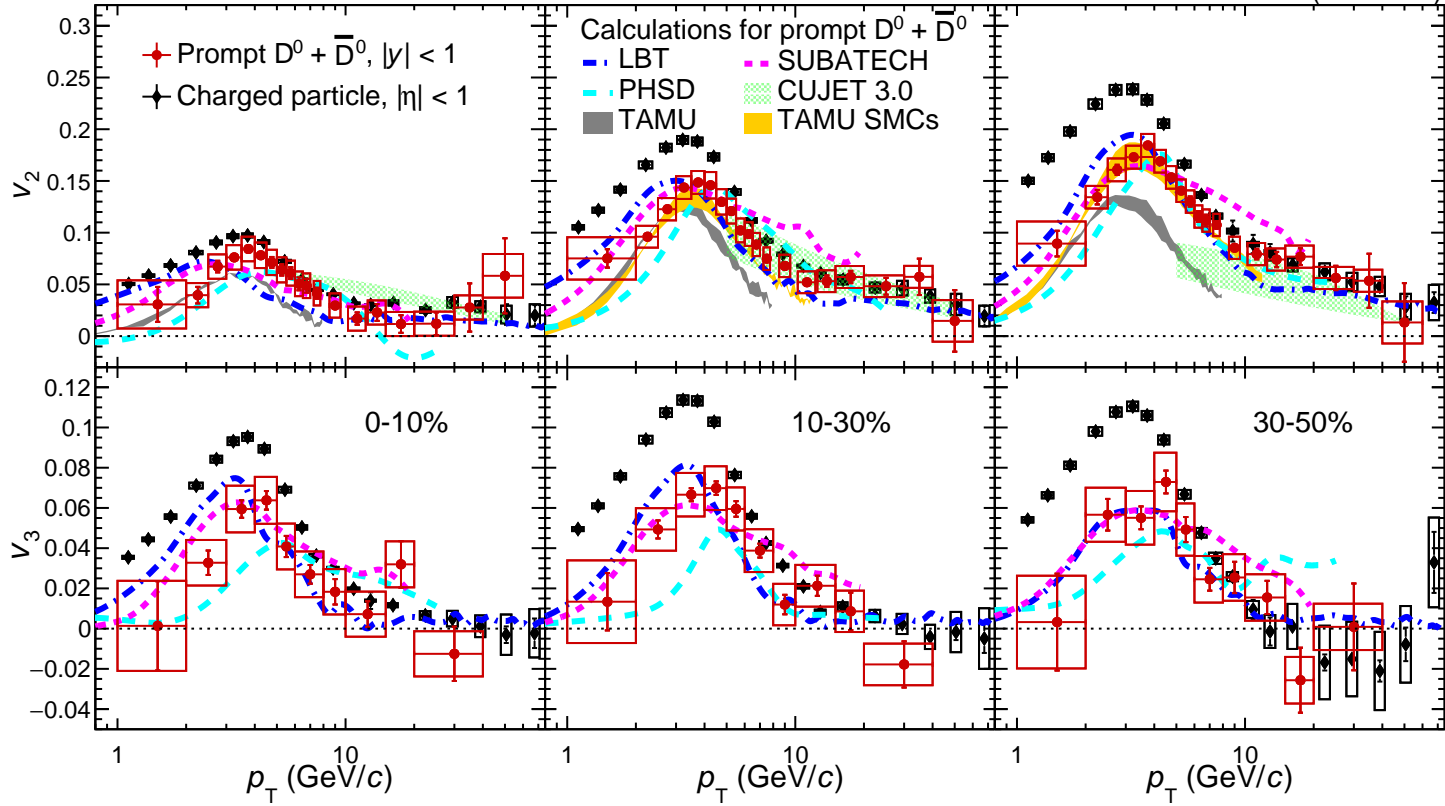 Prompt D⁰ + D̅⁰, |y| < 1
Charged particle, |η| < 1
Calculations for prompt D⁰ + D̅⁰
LBT
SUBATECH
PHSD
CUJET 3.0
TAMU
TAMU SMCs
v₂
0.3
0.25
0.2
0.15
0.1
0.05
0
0-10%
10-30%
30-50%
v₃
0.12
0.1
0.08
0.06
0.04
0.02
0
−0.02
−0.04
1 10 1 10 1 10
p_T (GeV/c) p_T (GeV/c) p_T (GeV/c)